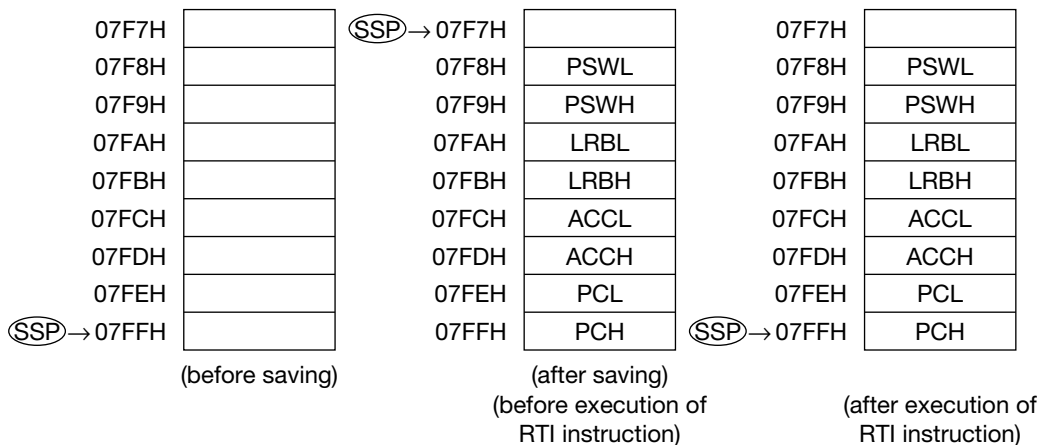 07F7H SSP → 07F7H 07F7H
07F8H 07F8H PSWL 07F8H PSWL
07F9H 07F9H PSWH 07F9H PSWH
07FAH 07FAH LRBL 07FAH LRBL
07FBH 07FBH LRBH 07FBH LRBH
07FCH 07FCH ACCL 07FCH ACCL
07FDH 07FDH ACCH 07FDH ACCH
07FEH 07FEH PCL 07FEH PCL
SSP → 07FFH 07FFH PCH SSP → 07FFH PCH
(before saving) (after saving)
(before execution of (after execution of
RTI instruction) RTI instruction)